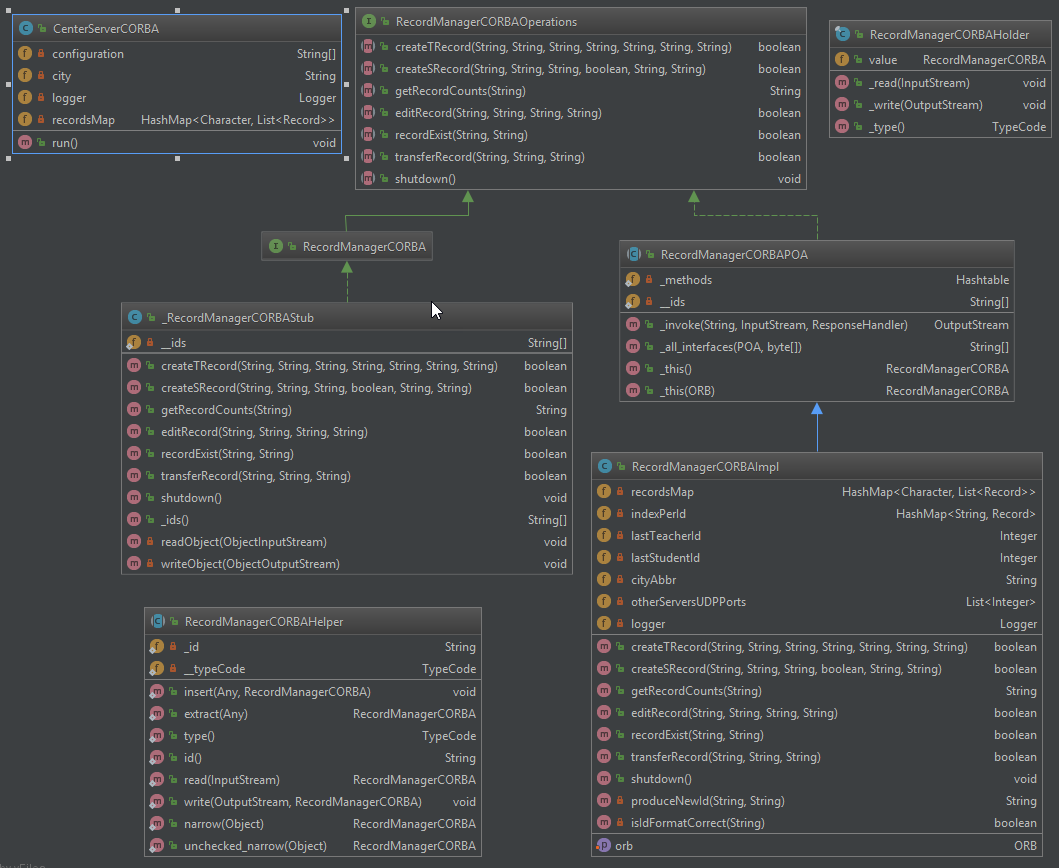 CenterServerCORBA
configuration String[]
city String
logger Logger
recordsMap HashMap<Character, List<Record>>
run() void
RecordManagerCORBAOperations
createTRecord(String, String, String, String, String, String, String) boolean
createSRecord(String, String, String, boolean, String, String) boolean
getRecordCounts(String) String
editRecord(String, String, String, String) boolean
recordExist(String, String) boolean
transferRecord(String, String, String) boolean
shutdown() void
RecordManagerCORBAHolder
value RecordManagerCORBA
_read(InputStream) void
_write(OutputStream) void
_type() TypeCode
RecordManagerCORBA
RecordManagerCORBAPOA
_methods Hashtable
__ids String[]
_invoke(String, InputStream, ResponseHandler) OutputStream
_all_interfaces(POA, byte[]) String[]
_this() RecordManagerCORBA
_this(ORB) RecordManagerCORBA
_RecordManagerCORBAStub
__ids String[]
createTRecord(String, String, String, String, String, String, String) boolean
createSRecord(String, String, String, boolean, String, String) boolean
getRecordCounts(String) String
editRecord(String, String, String, String) boolean
recordExist(String, String) boolean
transferRecord(String, String, String) boolean
shutdown() void
_ids() String[]
readObject(ObjectInputStream) void
writeObject(ObjectOutputStream) void
RecordManagerCORBAImpl
recordsMap HashMap<Character, List<Record>>
indexPerId HashMap<String, Record>
lastTeacherId Integer
lastStudentId Integer
cityAbbr String
otherServersUDPPorts List<Integer>
logger Logger
createTRecord(String, String, String, String, String, String, String) boolean
createSRecord(String, String, String, boolean, String, String) boolean
getRecordCounts(String) String
editRecord(String, String, String, String) boolean
recordExist(String, String) boolean
transferRecord(String, String, String) boolean
shutdown() void
produceNewId(String, String) String
isIdFormatCorrect(String) boolean
orb ORB
RecordManagerCORBAHelper
_id String
__typeCode TypeCode
insert(Any, RecordManagerCORBA) void
extract(Any) RecordManagerCORBA
type() TypeCode
id() String
read(InputStream) RecordManagerCORBA
write(OutputStream, RecordManagerCORBA) void
narrow(Object) RecordManagerCORBA
unchecked_narrow(Object) RecordManagerCORBA